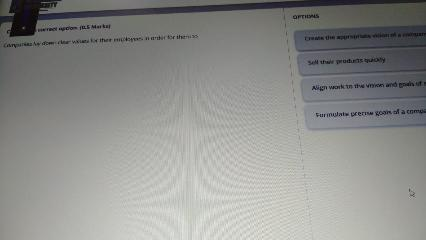 correct option. (0.5 Marks)
Companies lay down clear values for their employees in order for them to
OPTIONS
Create the appropriate vision of a compan
Sell their products quickly
Align work to the vision and goals of
Formulate precise goals of a compa